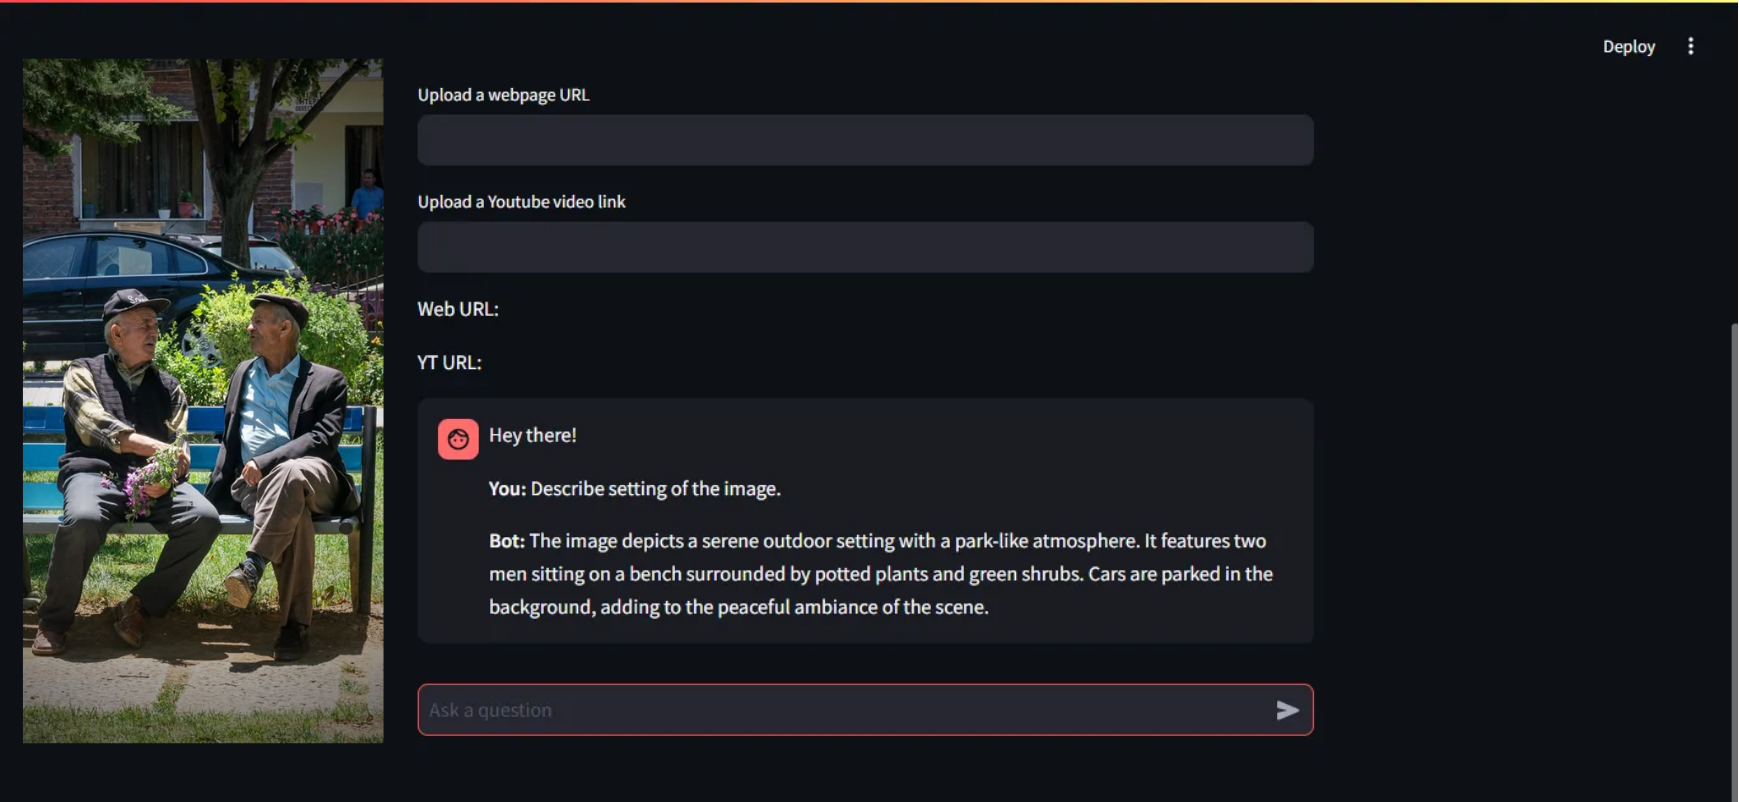 Deploy
Upload a webpage URL
Upload a Youtube video link
Web URL:
YT URL:
Hey there!
You: Describe setting of the image.
Bot: The image depicts a serene outdoor setting with a park-like atmosphere. It features two
men sitting on a bench surrounded by potted plants and green shrubs. Cars are parked in the
background, adding to the peaceful ambiance of the scene.
Ask a question